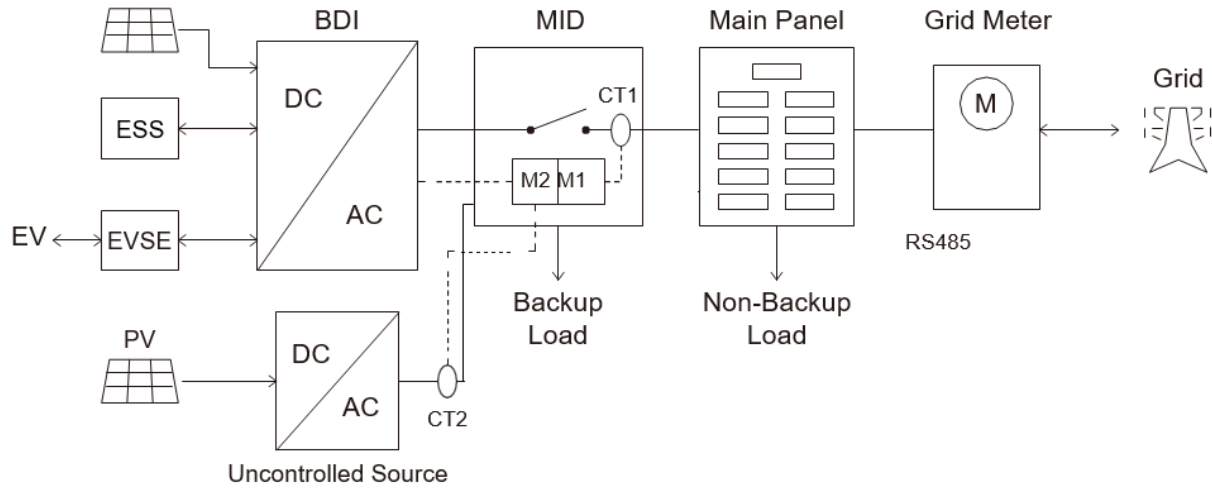 BDI
MID
Main Panel
Grid Meter
DC
AC
ESS
EV
EVSE
CT1
M2
M1
M
Grid
RS485
Backup
Load
Non-Backup
Load
PV
DC
AC
CT2
Uncontrolled Source